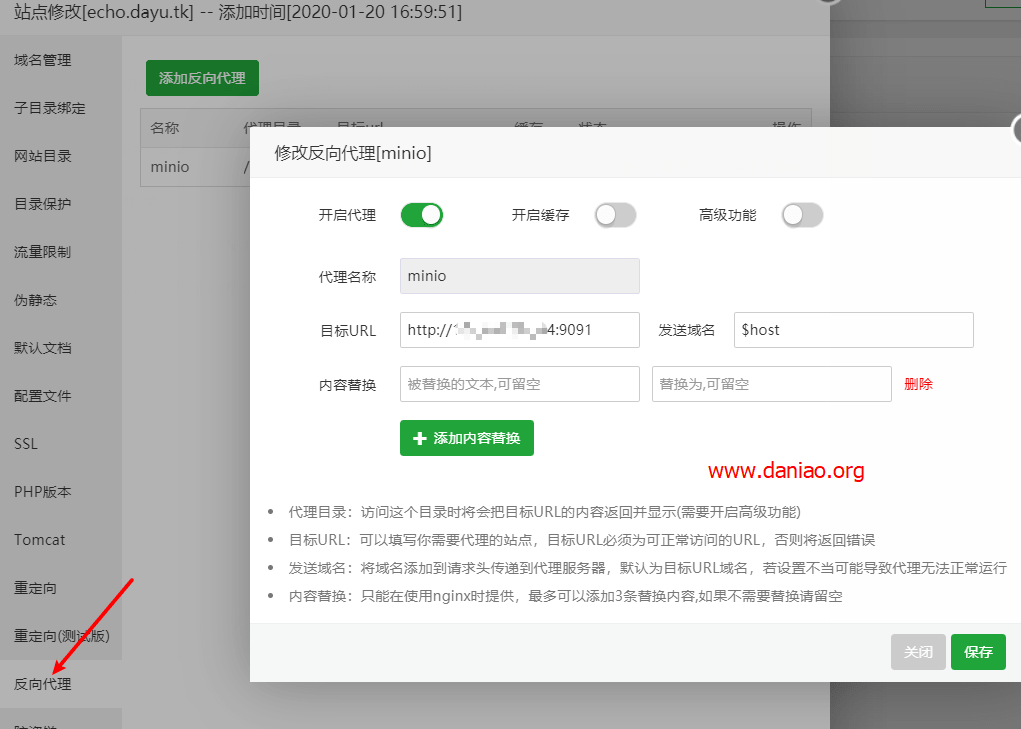 站点修改[echo.dayu.tk] -- 添加时间[2020-01-20 16:59:51]
域名管理
子目录绑定
网站目录
目录保护
流量限制
伪静态
默认文档
配置文件
SSL
PHP版本
Tomcat
重定向
重定向(测试版)
反向代理
添加反向代理
名称 代理目录 目标url 缓存 状态 操作
minio /
修改反向代理[minio]
开启代理 开启缓存 高级功能
代理名称 minio
目标URL http:// 4:9091 发送域名 $host
内容替换 被替换的文本,可留空 替换为,可留空 删除
添加内容替换
www.daniao.org
• 代理目录：访问这个目录时将会把目标URL的内容返回并显示(需要开启高级功能)
• 目标URL：可以填写你需要代理的站点，目标URL必须为可正常访问的URL，否则将返回错误
• 发送域名：将域名添加到请求头传递到代理服务器，默认为目标URL域名，若设置不当可能导致代理无法正常运行
• 内容替换：只能在使用nginx时提供，最多可以添加3条替换内容,如果不需要替换请留空
关闭 保存